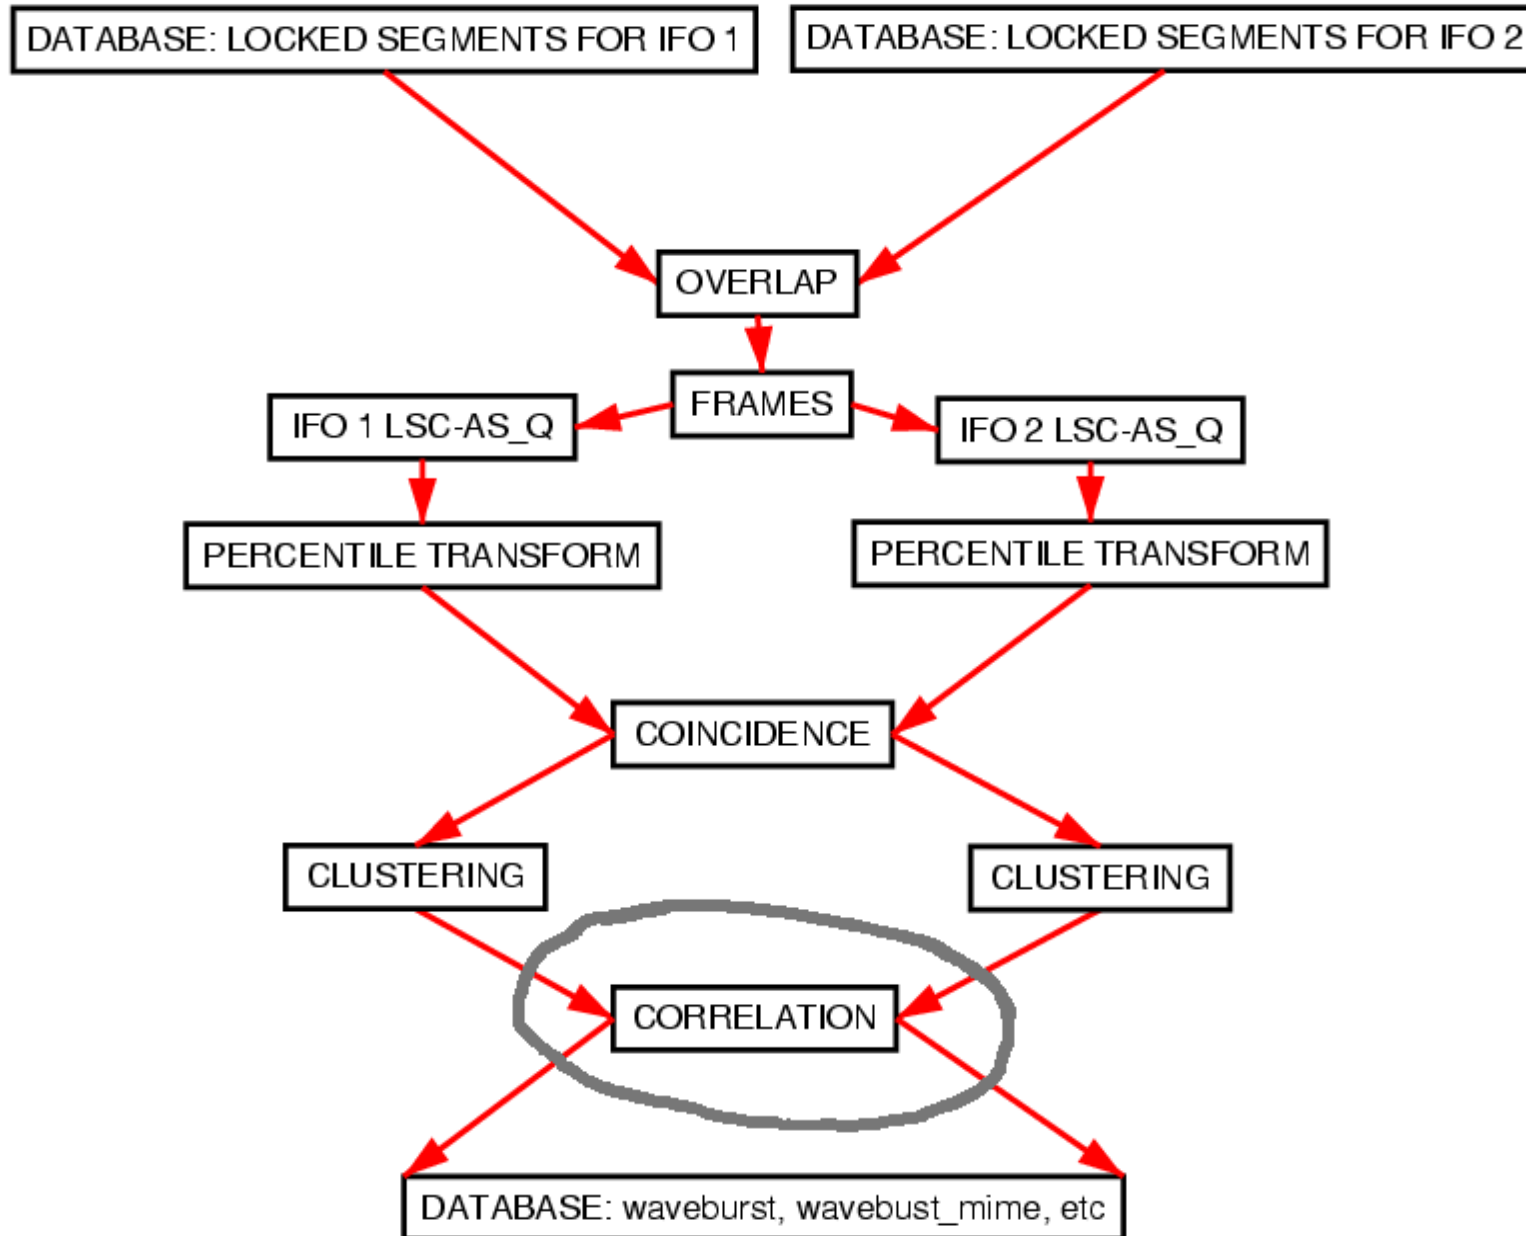 DATABASE: LOCKED SEGMENTS FOR IFO 1
DATABASE: LOCKED SEGMENTS FOR IFO 2
OVERLAP
FRAMES
IFO 1 LSC-AS_Q
IFO 2 LSC-AS_Q
PERCENTILE TRANSFORM
PERCENTILE TRANSFORM
COINCIDENCE
CLUSTERING
CLUSTERING
CORRELATION
DATABASE: waveburst, wavebust_mime, etc